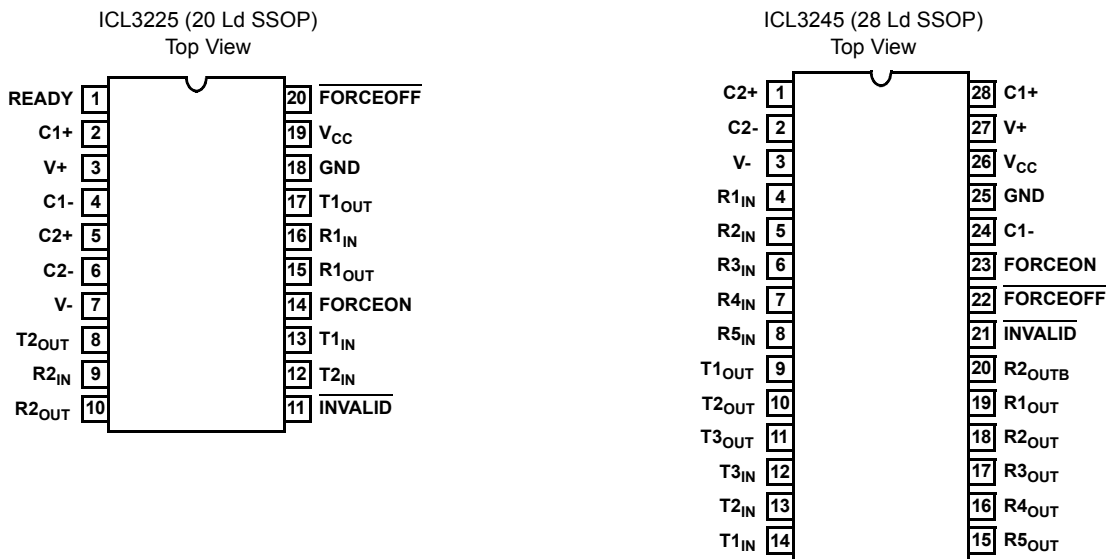 ICL3225 (20 Ld SSOP)
Top View
READY 1
C1+ 2
V+ 3
C1- 4
C2+ 5
C2- 6
V- 7
T2OUT 8
R2IN 9
R2OUT 10
20 FORCEOFF
19 VCC
18 GND
17 T1OUT
16 R1IN
15 R1OUT
14 FORCEON
13 T1IN
12 T2IN
11 INVALID
ICL3245 (28 Ld SSOP)
Top View
C2+ 1
C2- 2
V- 3
R1IN 4
R2IN 5
R3IN 6
R4IN 7
R5IN 8
T1OUT 9
T2OUT 10
T3OUT 11
T3IN 12
T2IN 13
T1IN 14
28 C1+
27 V+
26 VCC
25 GND
24 C1-
23 FORCEON
22 FORCEOFF
21 INVALID
20 R2OUTB
19 R1OUT
18 R2OUT
17 R3OUT
16 R4OUT
15 R5OUT